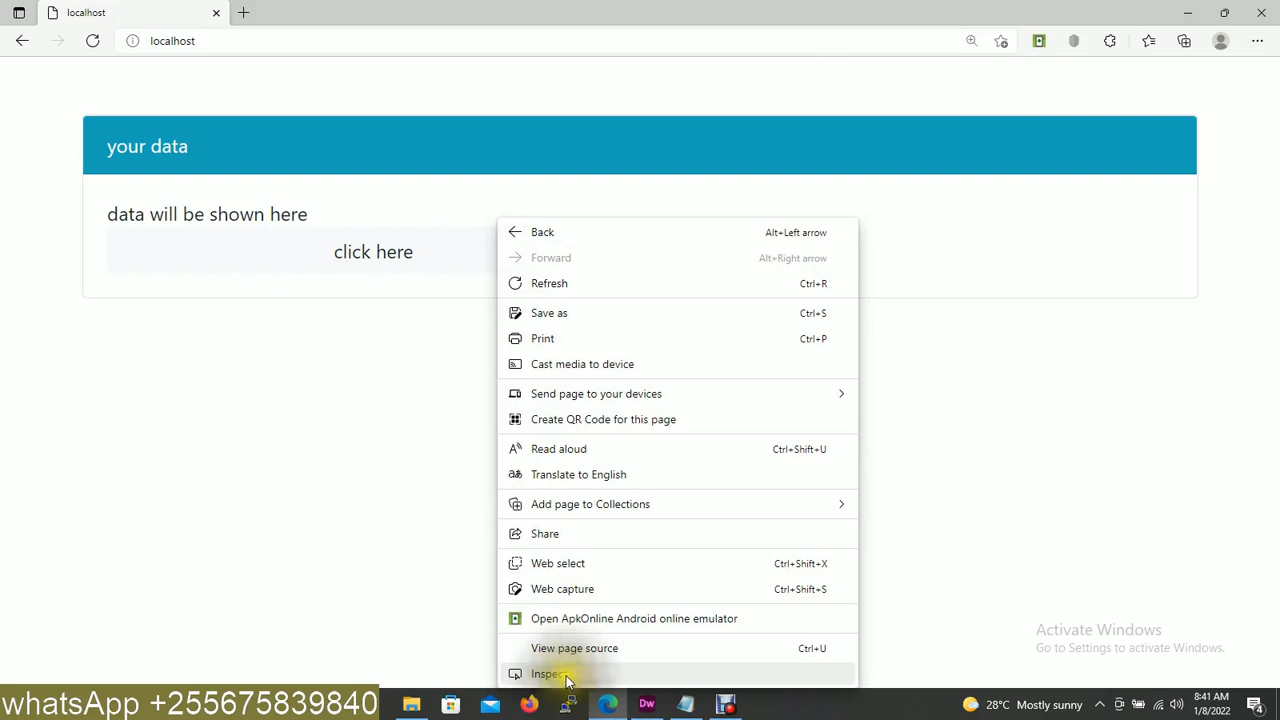 localhost
localhost
your data
data will be shown here
click here
Back Alt+Left arrow
Forward Alt+Right arrow
Refresh Ctrl+R
Save as Ctrl+S
Print Ctrl+P
Cast media to device
Send page to your devices
Create QR Code for this page
Read aloud Ctrl+Shift+U
Translate to English
Add page to Collections
Share
Web select Ctrl+Shift+X
Web capture Ctrl+Shift+S
Open ApkOnline Android online emulator
View page source Ctrl+U
Inspect
Activate Windows
Go to Settings to activate Windows.
whatsApp +255675839840
Dw
28°C Mostly sunny
8:41 AM
1/8/2022
4